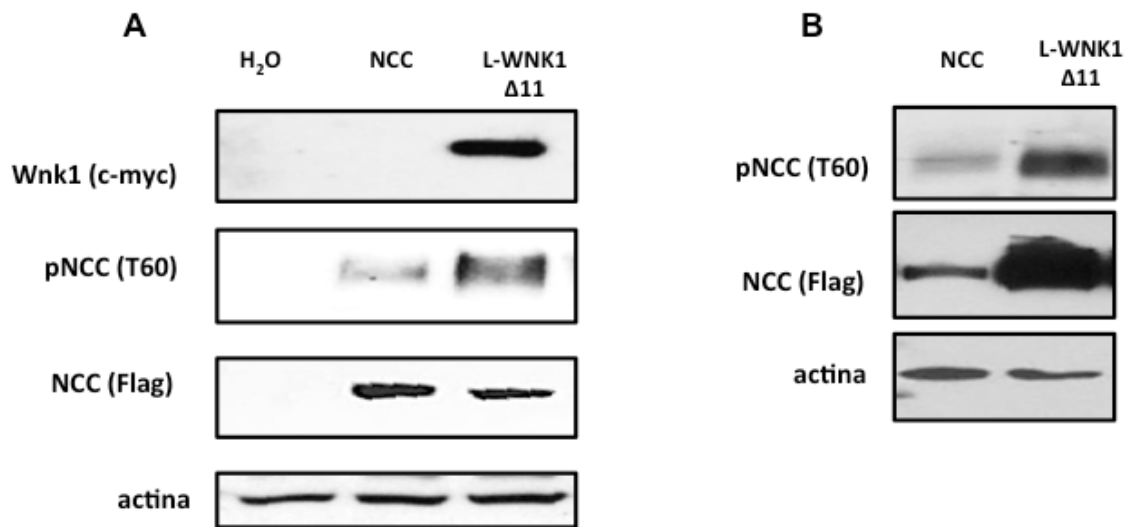 A
H₂O NCC L-WNK1
Δ11
Wnk1 (c-myc)
pNCC (T60)
NCC (Flag)
actina
B
NCC L-WNK1
Δ11
pNCC (T60)
NCC (Flag)
actina